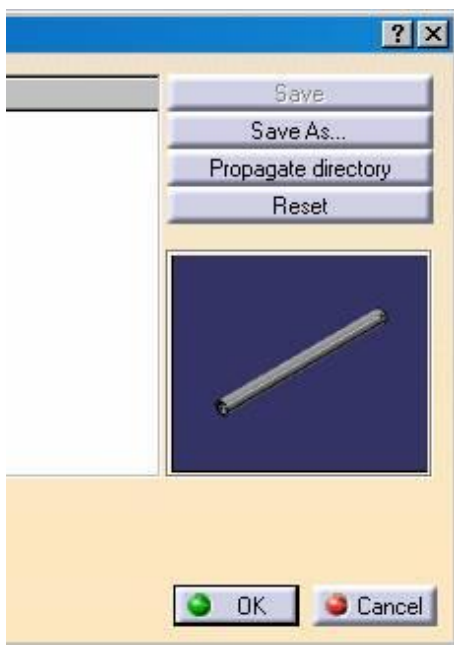 ?
Save
Save As...
Propagate directory
Reset
OK
Cancel